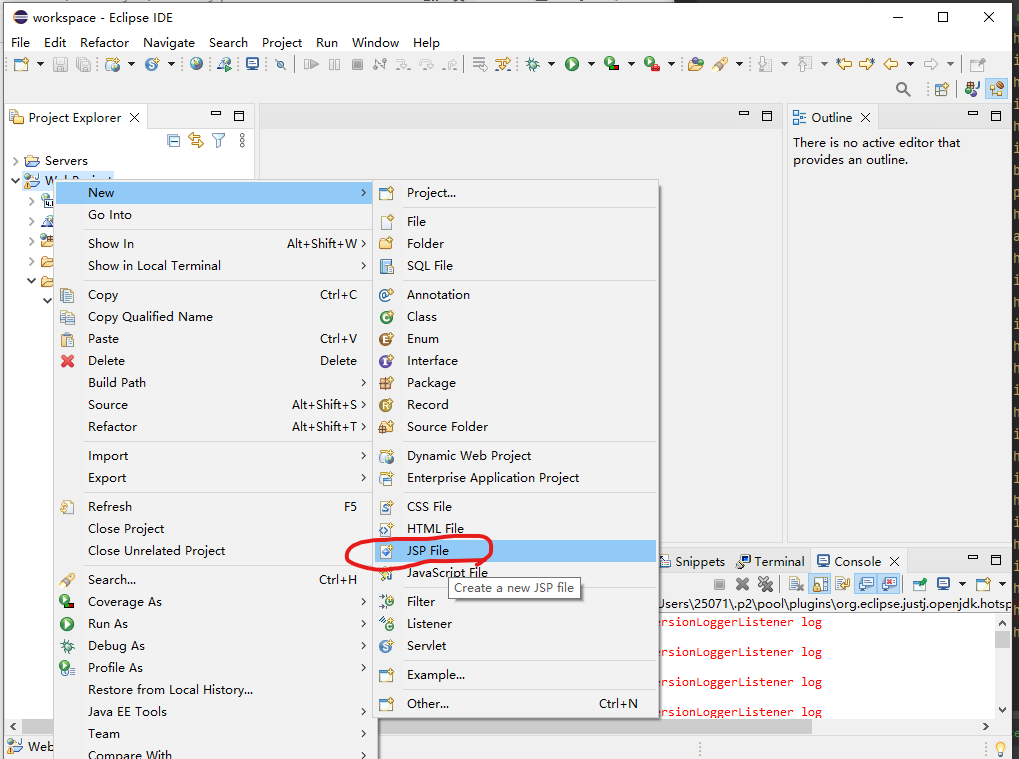 workspace - Eclipse IDE
File Edit Refactor Navigate Search Project Run Window Help
Project Explorer
Outline
There is no active editor that
provides an outline.
Servers
New
Go Into
Show In Alt+Shift+W
Show in Local Terminal
Copy Ctrl+C
Copy Qualified Name
Paste Ctrl+V
Delete Delete
Build Path
Source Alt+Shift+S
Refactor Alt+Shift+T
Import
Export
Refresh F5
Close Project
Close Unrelated Project
Search... Ctrl+H
Coverage As
Run As
Debug As
Profile As
Restore from Local History...
Java EE Tools
Team
Compare With
Project...
File
Folder
SQL File
Annotation
Class
Enum
Interface
Package
Record
Source Folder
Dynamic Web Project
Enterprise Application Project
CSS File
HTML File
JSP File
JavaScript File
Create a new JSP file
Filter
Listener
Servlet
Example...
Other... Ctrl+N
Snippets Terminal Console
Users\25071\.p2\pool\plugins\org.eclipse.justj.openjdk.hotsp
ersionLoggerListener log
ersionLoggerListener log
ersionLoggerListener log
ersionLoggerListener log
Web